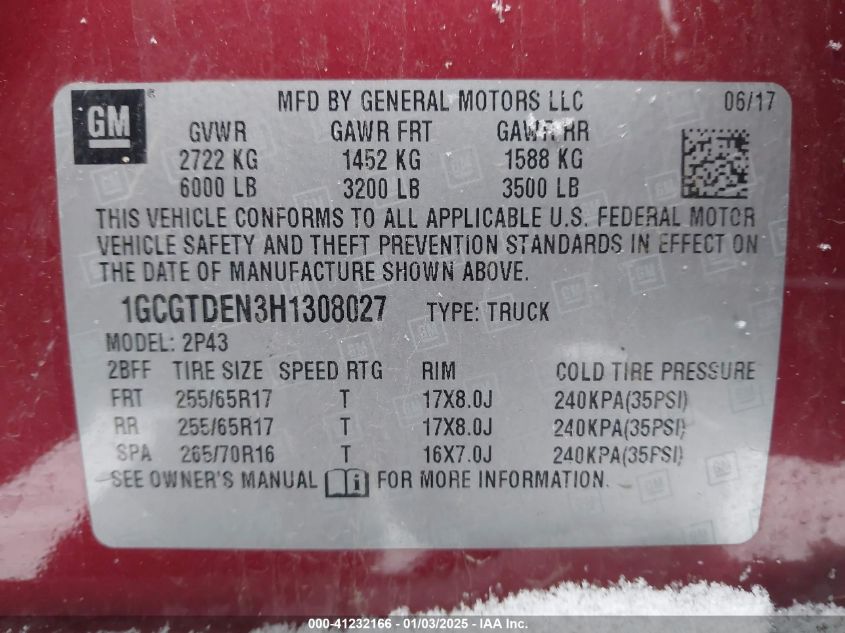 GM
MFD BY GENERAL MOTORS LLC 06/17
GVWR GAWR FRT GAWR RR
2722 KG 1452 KG 1588 KG
6000 LB 3200 LB 3500 LB
THIS VEHICLE CONFORMS TO ALL APPLICABLE U.S. FEDERAL MOTOR
VEHICLE SAFETY AND THEFT PREVENTION STANDARDS IN EFFECT ON
THE DATE OF MANUFACTURE SHOWN ABOVE.
1GCGTDEN3H1308027 TYPE: TRUCK
MODEL: 2P43
2BFF TIRE SIZE SPEED RTG RIM COLD TIRE PRESSURE
FRT 255/65R17 T 17X8.0J 240KPA(35PSI)
RR 255/65R17 T 17X8.0J 240KPA(35PSI)
SPA 265/70R16 T 16X7.0J 240KPA(35PSI)
SEE OWNER'S MANUAL FOR MORE INFORMATION.
000-41232166 - 01/03/2025 - IAAI.com